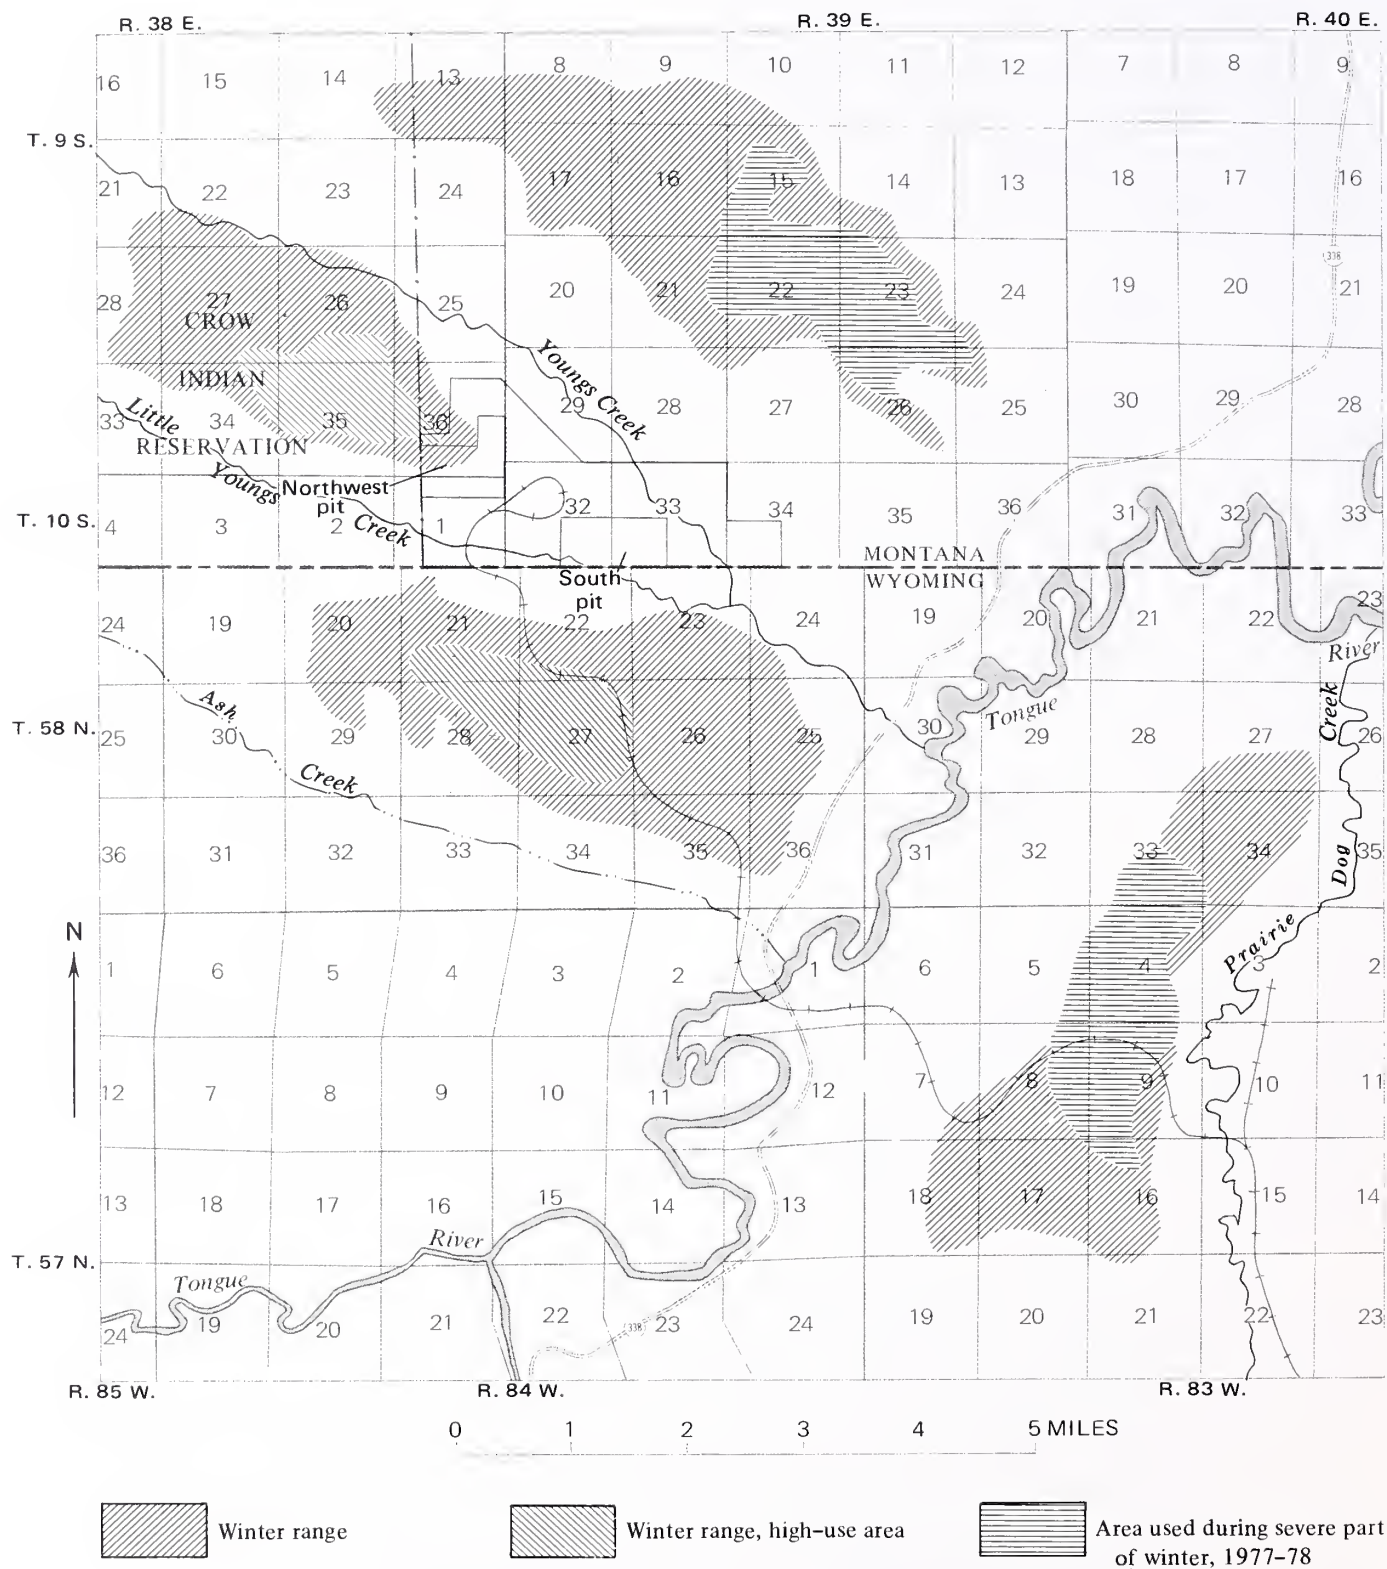 R. 38 E.
R. 39 E.
R. 40 E.
16 15 14 13 8 9 10 11 12 7 8 9
T. 9 S.
21 22 23 24 17 16 15 14 13 18 17 16
338
28 27 26 25 20 21 22 23 24 19 20 21
CROW
INDIAN
Youngs Creek
33 34 35 36 29 28 27 26 25 30 29 28
Little
RESERVATION
Youngs
Creek
Northwest
pit
T. 10 S.
4 3 2 1 32 33 34 35 36 31 32 33
MONTANA
WYOMING
South
pit
24 19 20 21 22 23 24 19 20 21 22 23
River
Tongue
Ash
Creek
T. 58 N.
25 30 29 28 27 26 25 30 29 28 27 26
36 31 32 33 34 35 36 31 32 33 34 35
Prairie
Dog
Creek
N
1 6 5 4 3 2 1 6 5 4 3 2
12 7 8 9 10 11 12 7 8 9 10 11
13 18 17 16 15 14 13 18 17 16 15 14
River
T. 57 N.
Tongue
24 19 20 21 22 23 24 19 20 21 22 23
338
R. 85 W.
R. 84 W.
R. 83 W.
0 1 2 3 4 5 MILES
Winter range
Winter range, high-use area
Area used during severe part
of winter, 1977-78